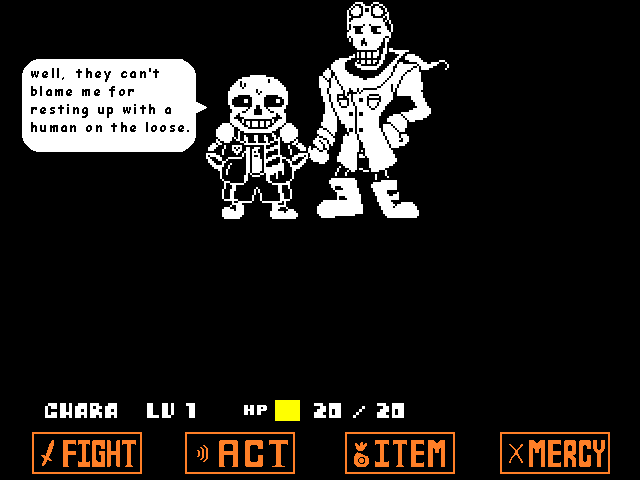 well, they can't
blame me for
resting up with a
human on the loose.
CHARA LV 1 HP 20 / 20
FIGHT ACT ITEM MERCY